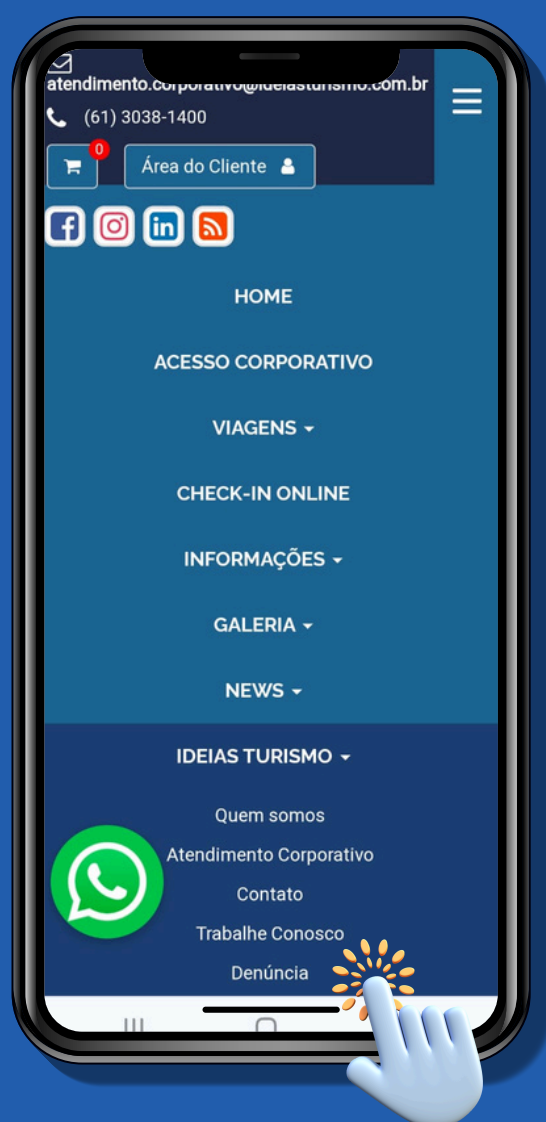 atendimento.corporativo@ideiasturismo.com.br
(61) 3038-1400
0
Área do Cliente
HOME
ACESSO CORPORATIVO
VIAGENS
CHECK-IN ONLINE
INFORMAÇÕES
GALERIA
NEWS
IDEIAS TURISMO
Quem somos
Atendimento Corporativo
Contato
Trabalhe Conosco
Denúncia